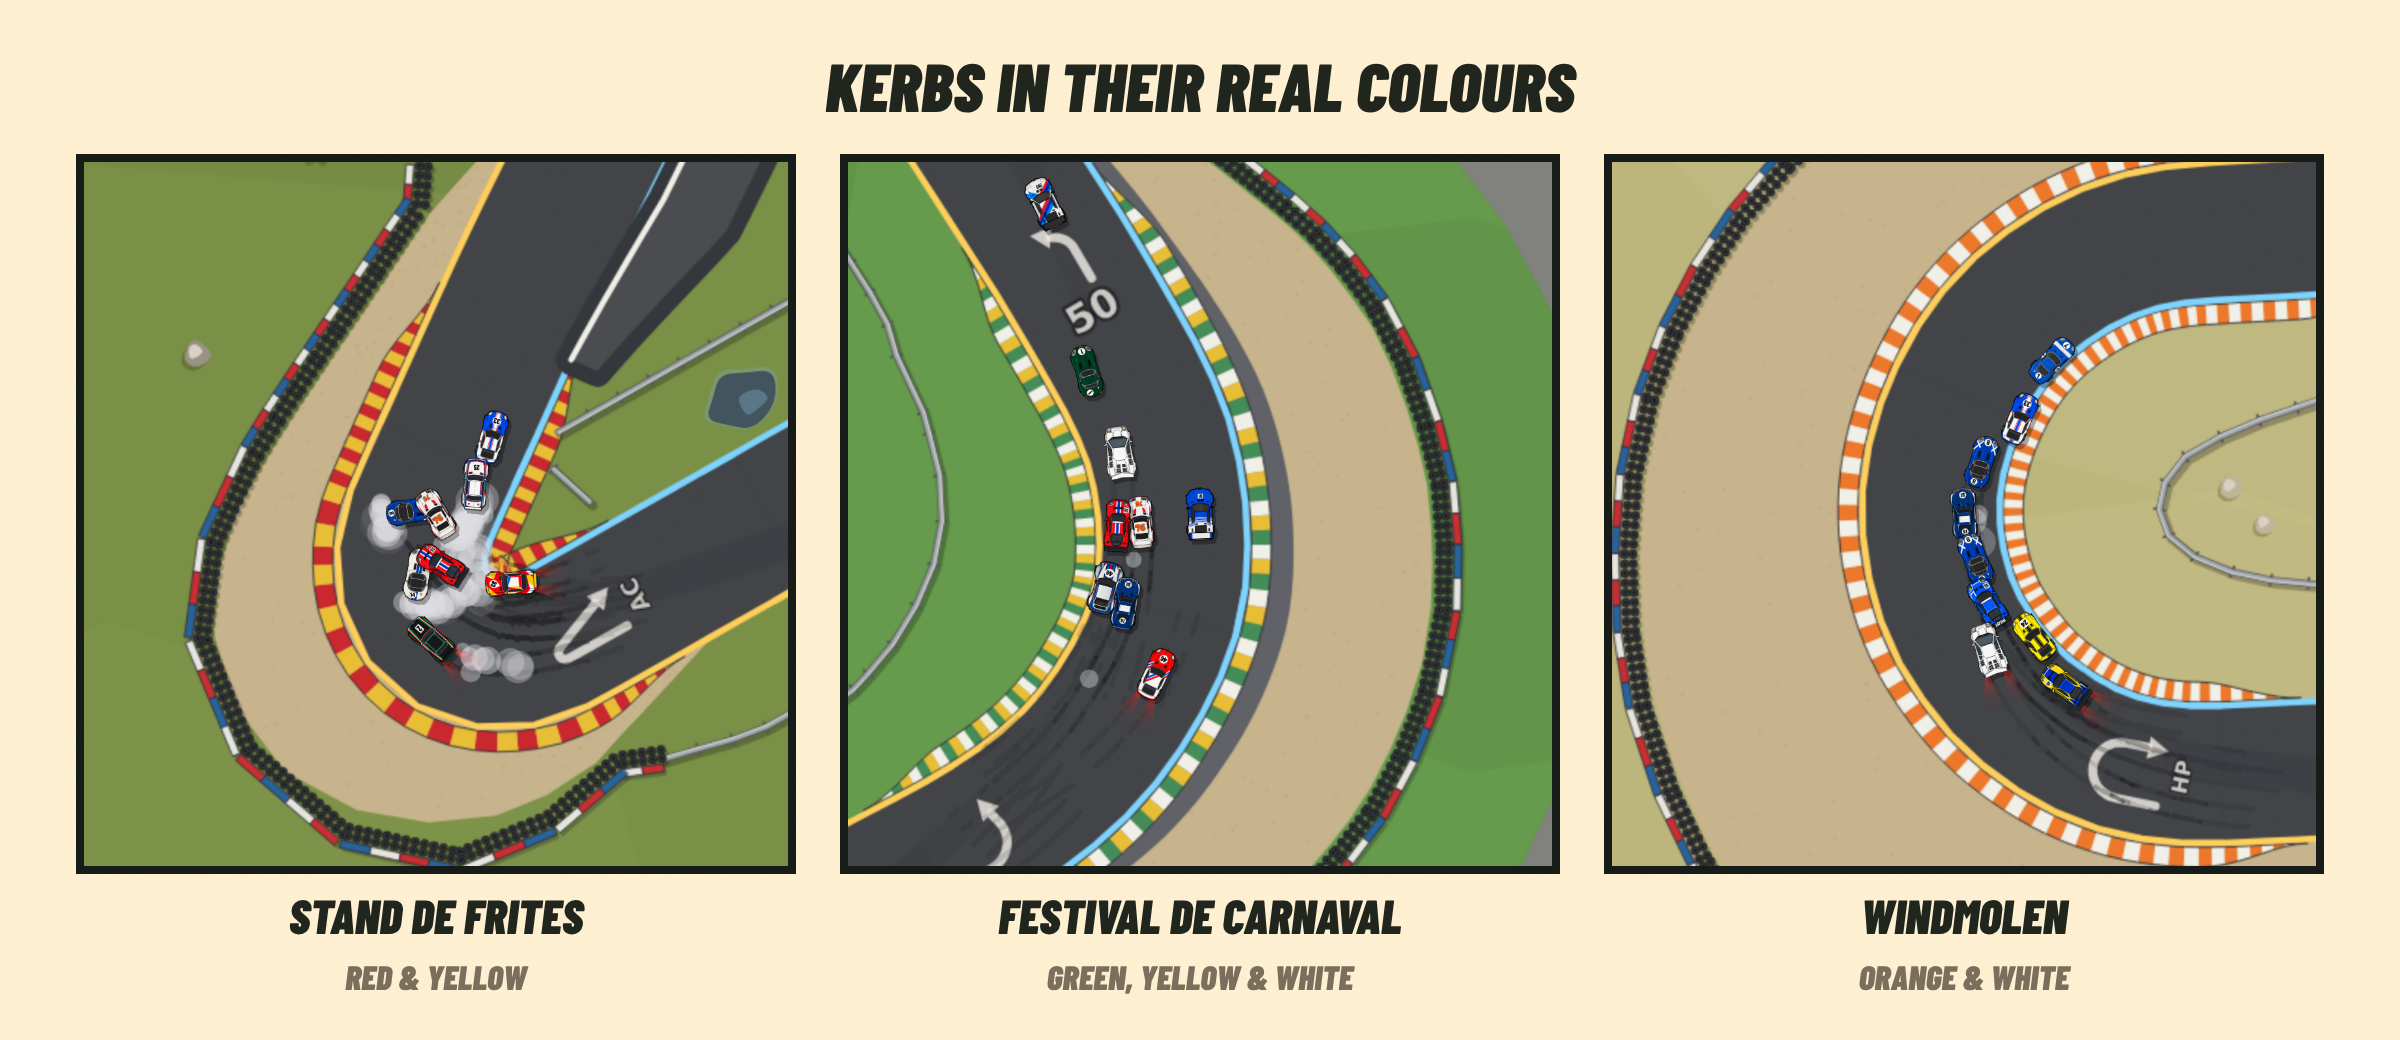 KERBS IN THEIR REAL COLOURS
AC
50
HP
STAND DE FRITES
FESTIVAL DE CARNAVAL
WINDMOLEN
RED & YELLOW
GREEN, YELLOW & WHITE
ORANGE & WHITE